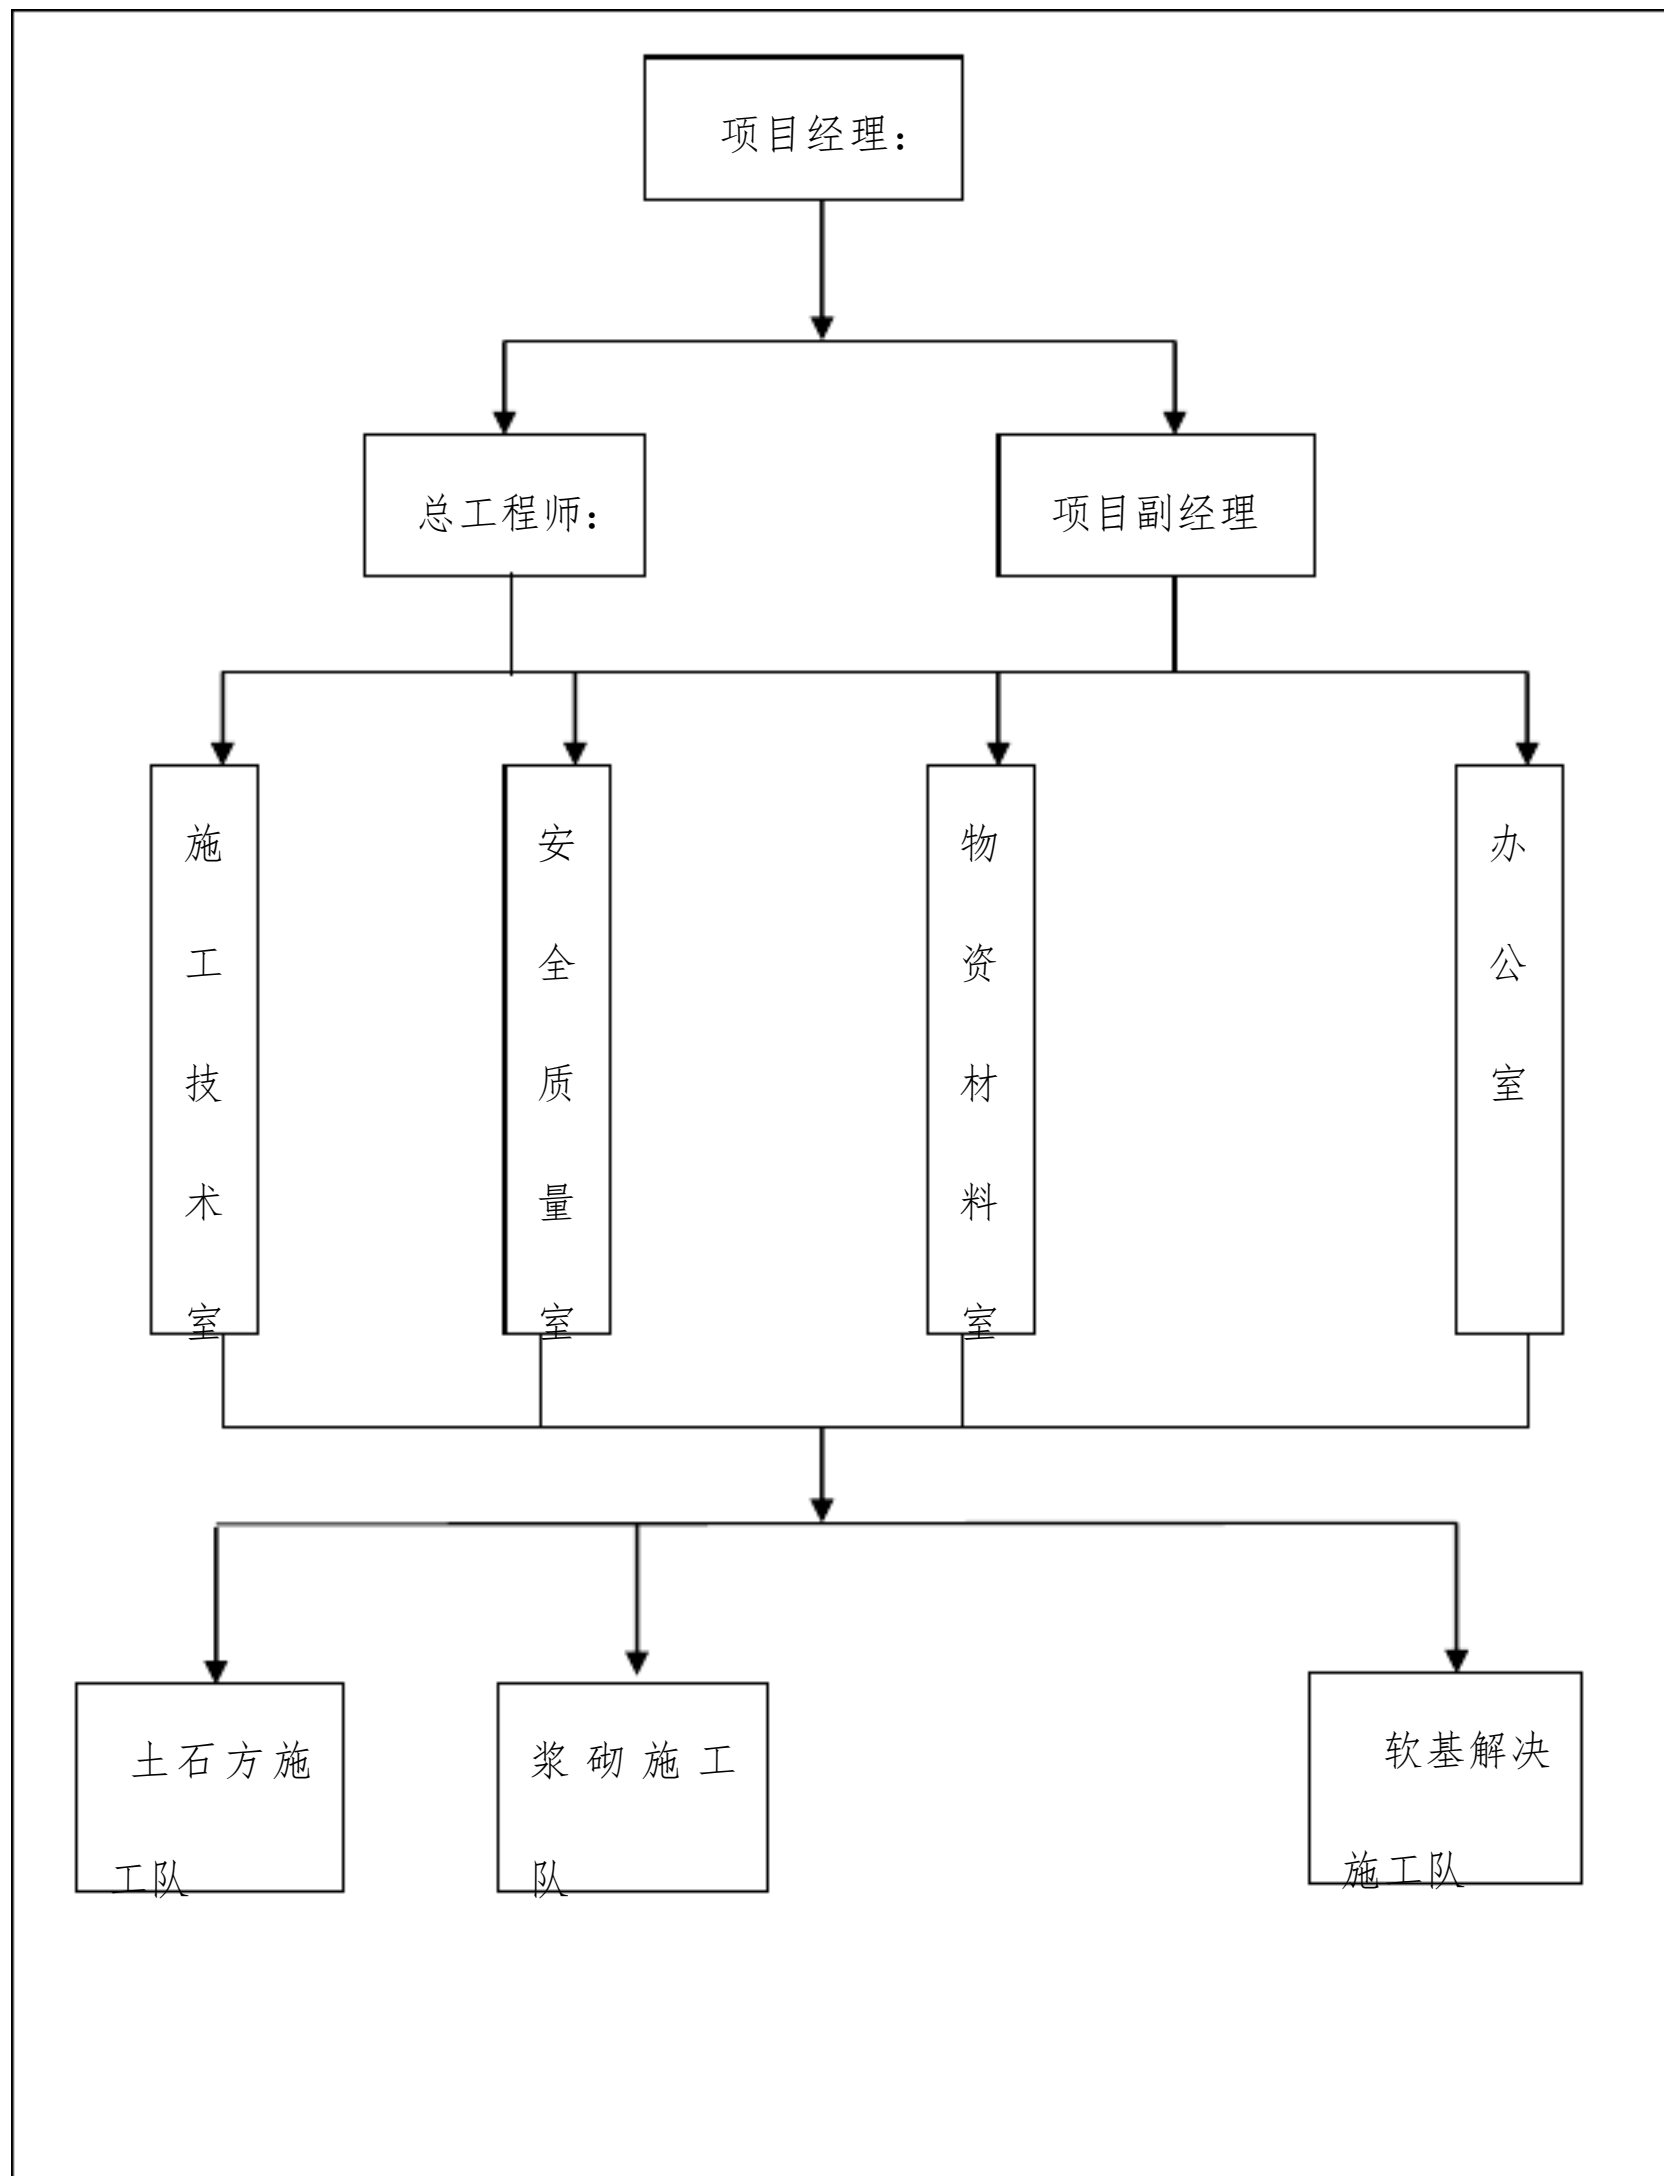 项目经理：
总工程师：
项目副经理
施工技术室
安全质量室
物资材料室
办公室
土石方施
工队
浆砌施工
队
软基解决
施工队